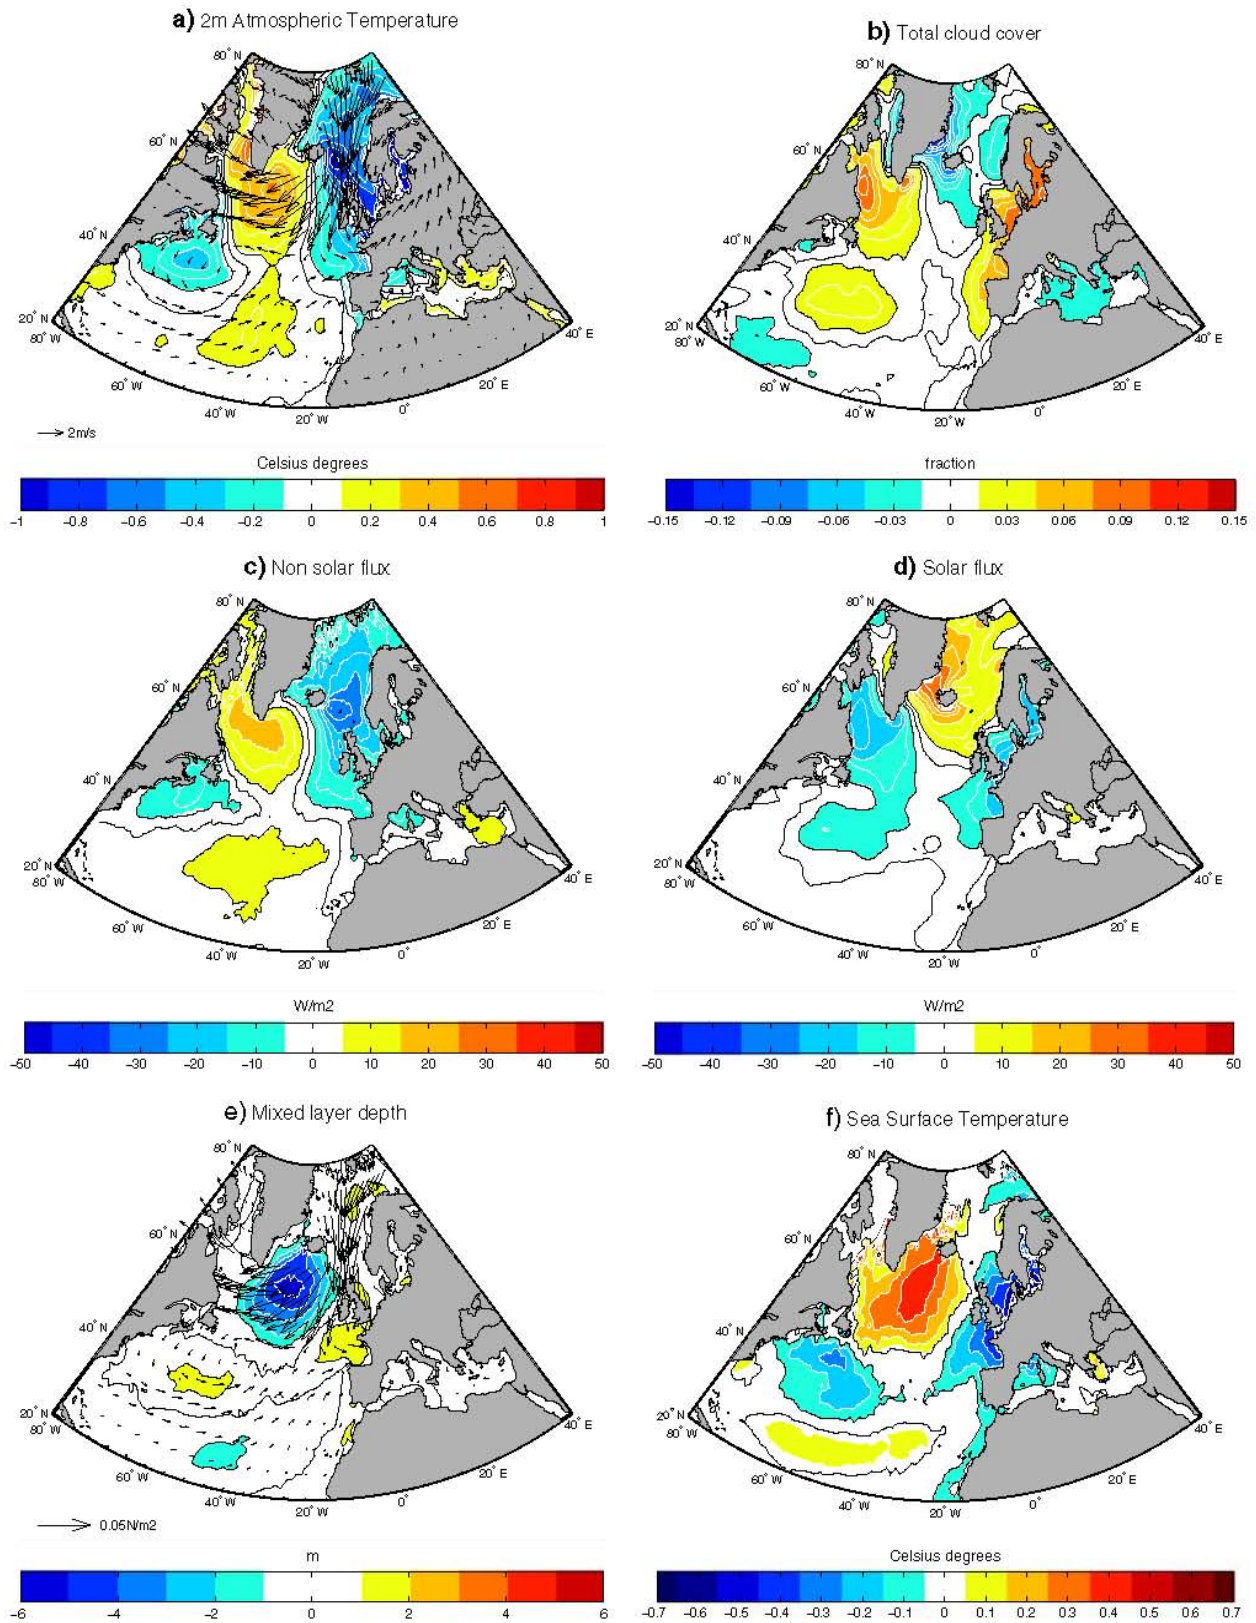 a) 2m Atmospheric Temperature
80° N
60° N
40° N
20° N
80° W
60° W
40° W
20° W
0°
20° E
40° E
2m/s
Celsius degrees
-1 -0.8 -0.6 -0.4 -0.2 0 0.2 0.4 0.6 0.8 1
b) Total cloud cover
80° N
60° N
40° N
20° N
80° W
60° W
40° W
20° W
0°
20° E
40° E
fraction
-0.15 -0.12 -0.09 -0.06 -0.03 0 0.03 0.06 0.09 0.12 0.15
c) Non solar flux
80° N
60° N
40° N
20° N
80° W
60° W
40° W
20° W
0°
20° E
40° E
W/m2
-50 -40 -30 -20 -10 0 10 20 30 40 50
d) Solar flux
80° N
60° N
40° N
20° N
80° W
60° W
40° W
20° W
0°
20° E
40° E
W/m2
-50 -40 -30 -20 -10 0 10 20 30 40 50
e) Mixed layer depth
80° N
60° N
40° N
20° N
80° W
60° W
40° W
20° W
0°
20° E
40° E
0.05N/m2
m
-6 -4 -2 0 2 4 6
f) Sea Surface Temperature
80° N
60° N
40° N
20° N
80° W
60° W
40° W
20° W
0°
20° E
40° E
Celsius degrees
-0.7 -0.5 -0.4 -0.3 -0.2 -0.1 0 0.1 0.2 0.3 0.4 0.5 0.7